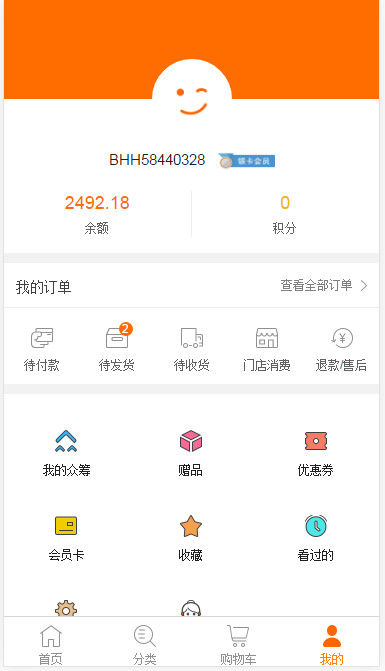 BHH58440328 银卡会员
2492.18 0
余额 积分
我的订单 查看全部订单
2
待付款 待发货 待收货 门店消费 退款/售后
我的众筹 赠品 优惠券
会员卡 收藏 看过的
首页 分类 购物车 我的